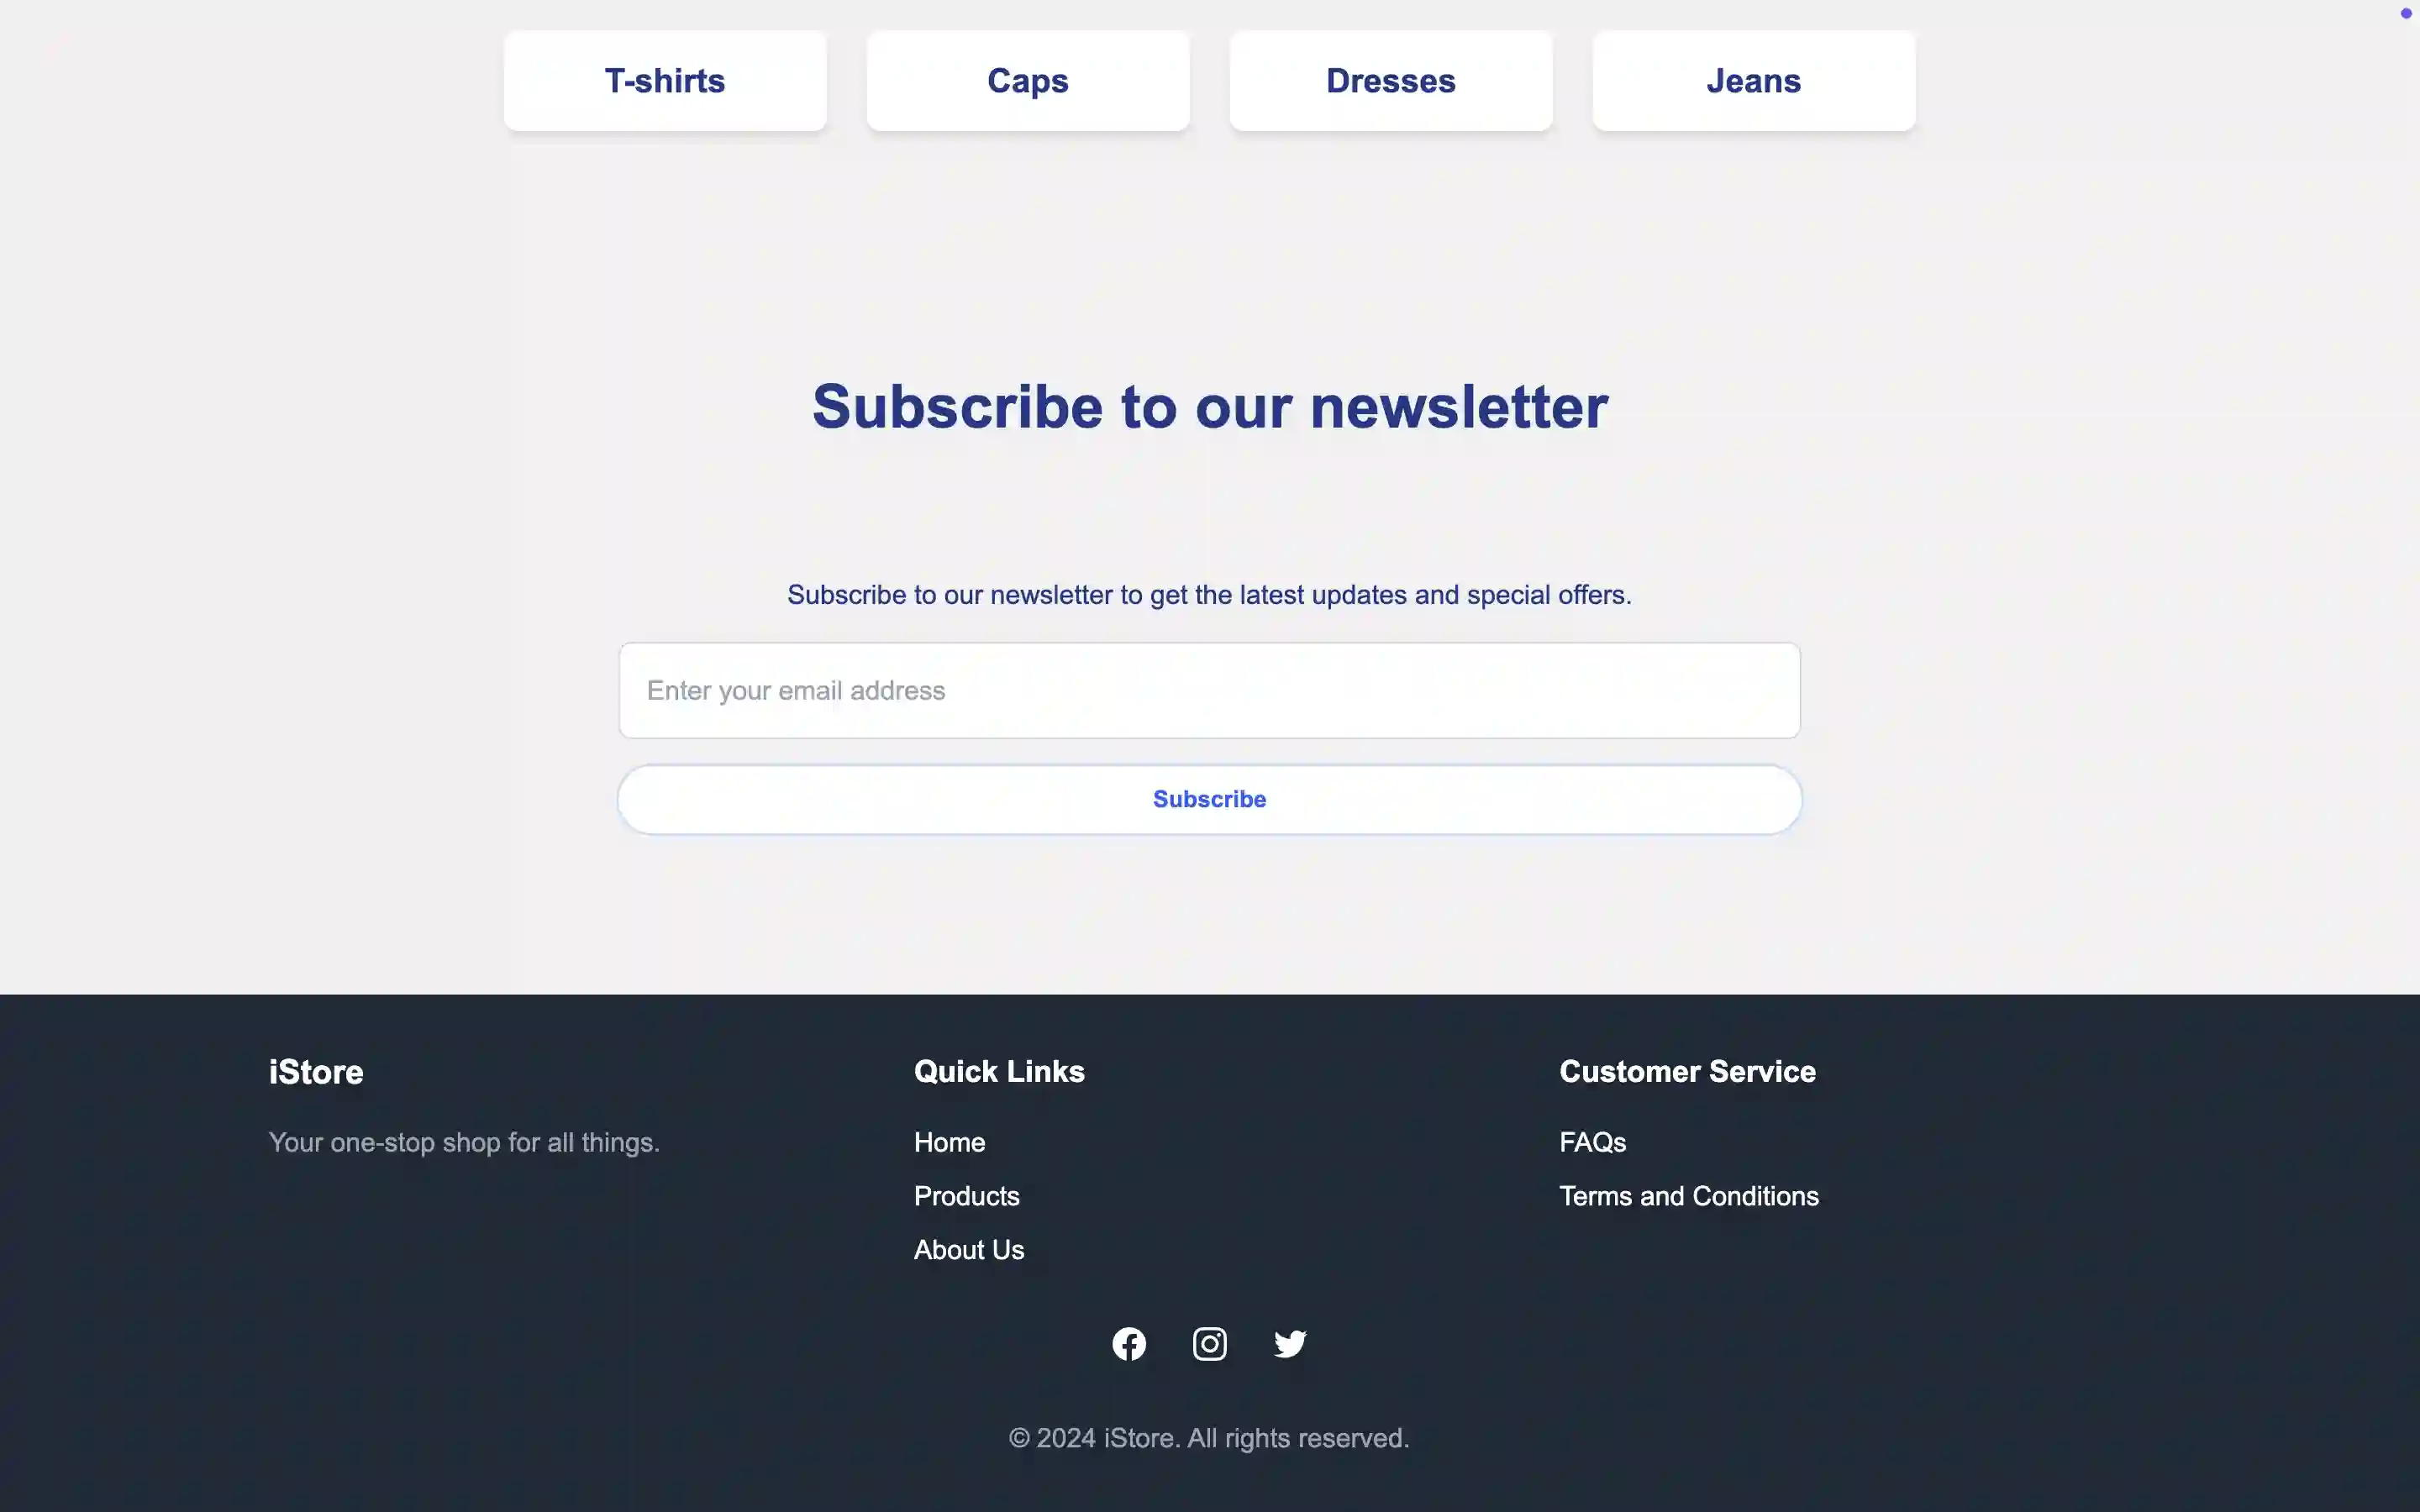 T-shirts
Caps
Dresses
Jeans
Subscribe to our newsletter
Subscribe to our newsletter to get the latest updates and special offers.
Enter your email address
Subscribe
iStore
Your one-stop shop for all things.
Quick Links
Home
Products
About Us
Customer Service
FAQs
Terms and Conditions
© 2024 iStore. All rights reserved.